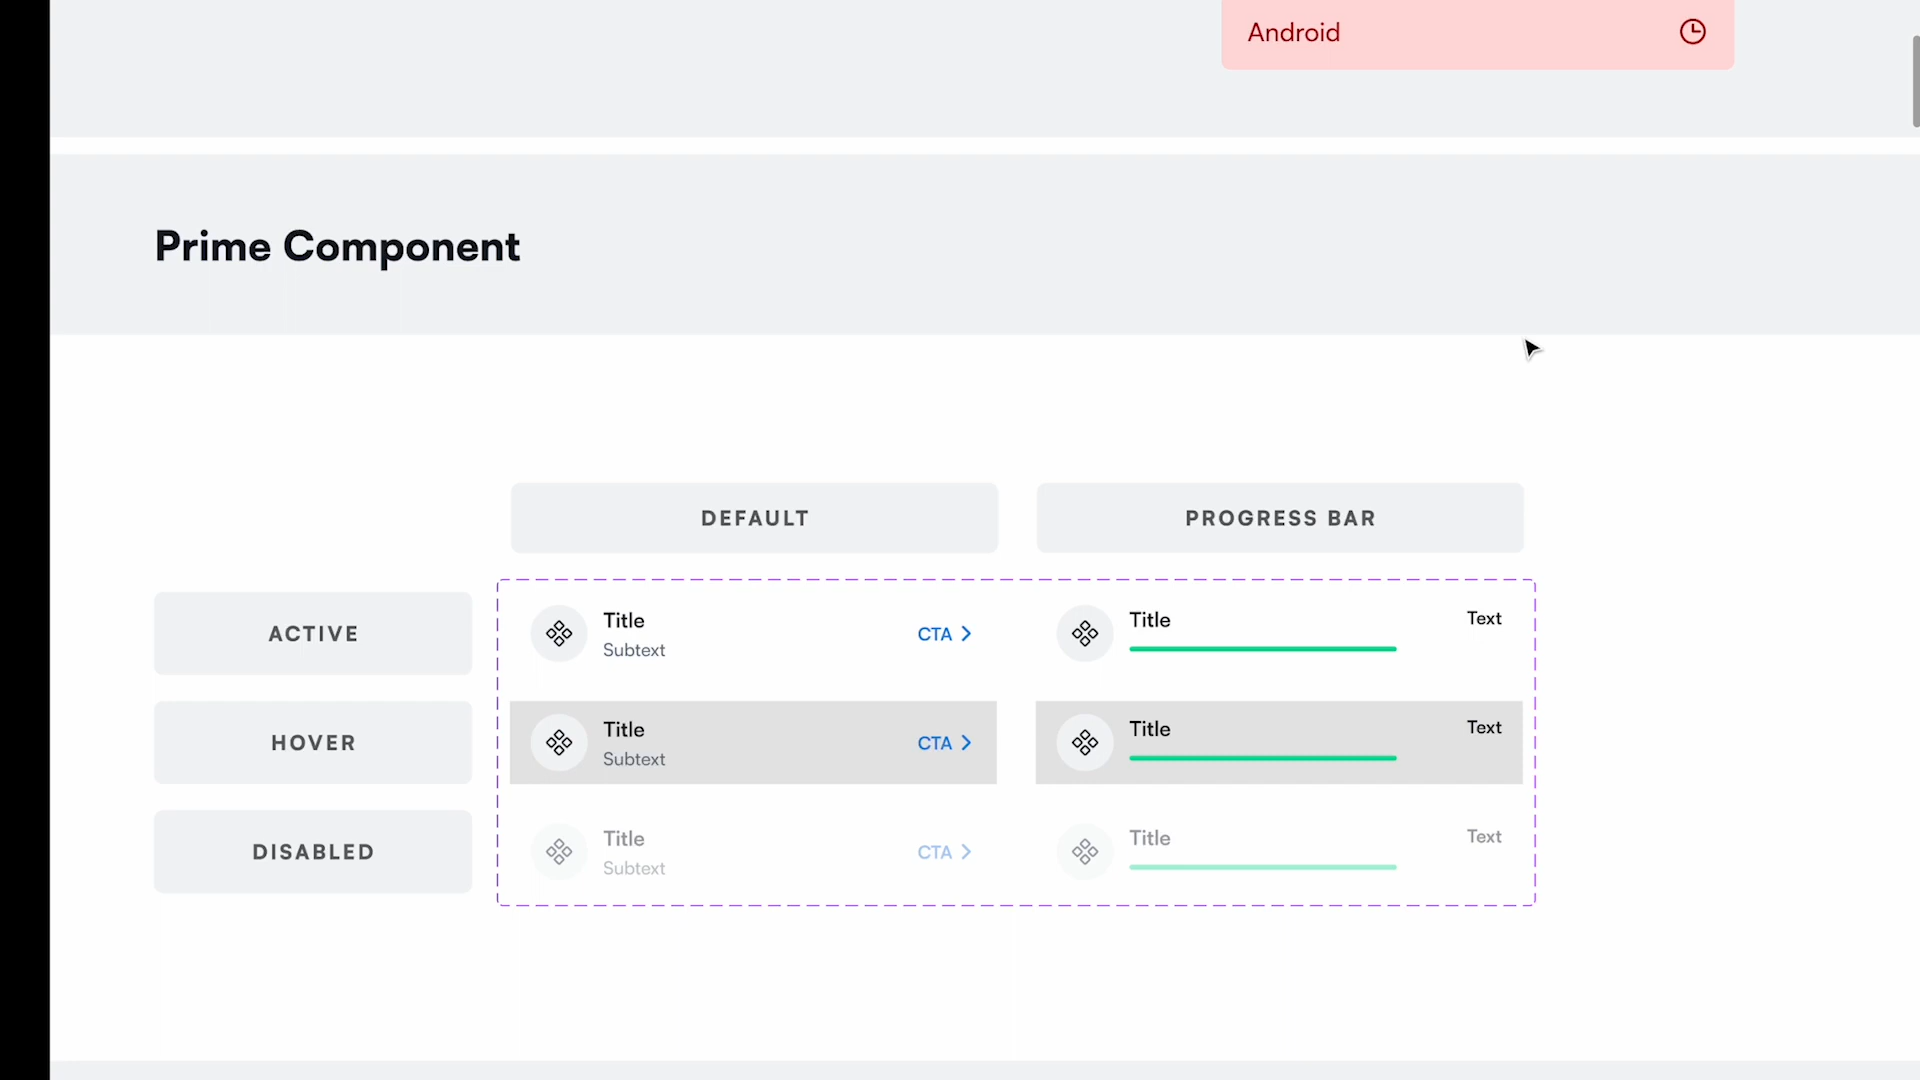 Android
Prime Component
DEFAULT
PROGRESS BAR
ACTIVE
Title
Subtext
CTA
Title
Text
HOVER
Title
Subtext
CTA
Title
Text
DISABLED
Title
Subtext
CTA
Title
Text